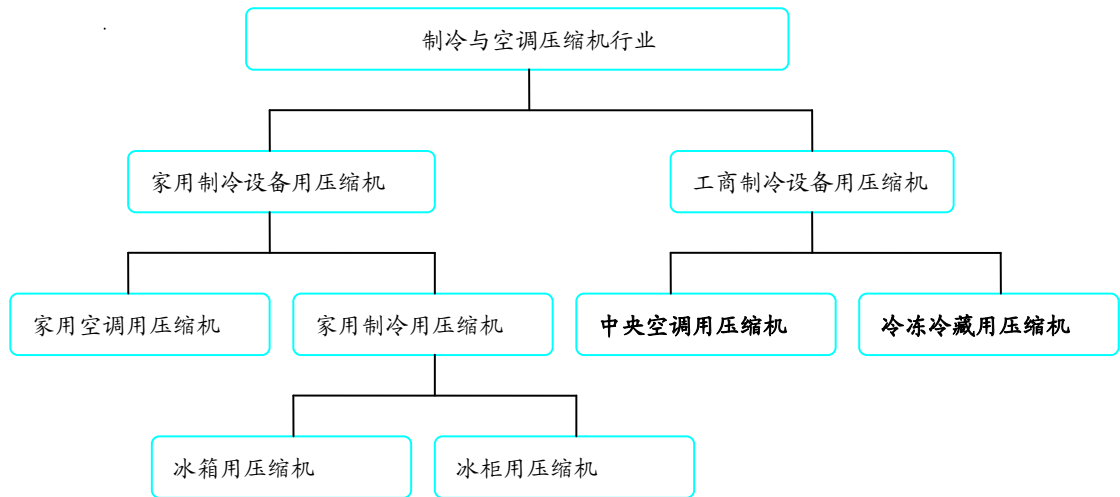 制冷与空调压缩机行业
家用制冷设备用压缩机
工商制冷设备用压缩机
家用空调用压缩机
家用制冷用压缩机
中央空调用压缩机
冷冻冷藏用压缩机
冰箱用压缩机
冰柜用压缩机